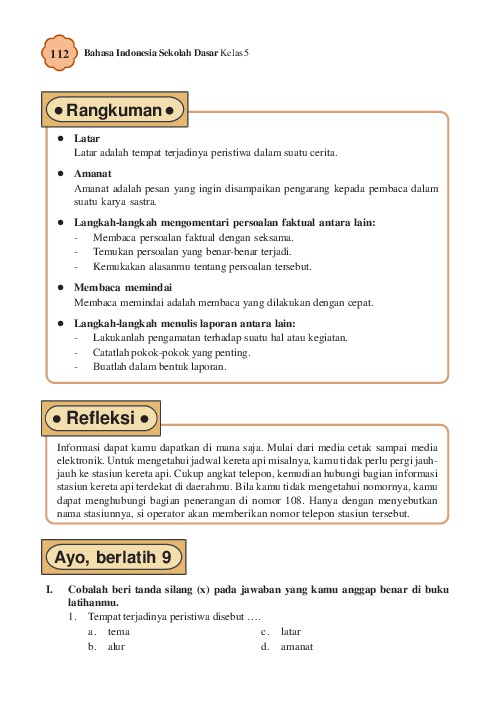 112 Bahasa Indonesia Sekolah Dasar Kelas 5
• Rangkuman •
● Latar
Latar adalah tempat terjadinya peristiwa dalam suatu cerita.
● Amanat
Amanat adalah pesan yang ingin disampaikan pengarang kepada pembaca dalam
suatu karya sastra.
● Langkah-langkah mengomentari persoalan faktual antara lain:
- Membaca persoalan faktual dengan seksama.
- Temukan persoalan yang benar-benar terjadi.
- Kemukakan alasanmu tentang persoalan tersebut.
● Membaca memindai
Membaca memindai adalah membaca yang dilakukan dengan cepat.
● Langkah-langkah menulis laporan antara lain:
- Lakukanlah pengamatan terhadap suatu hal atau kegiatan.
- Catatlah pokok-pokok yang penting.
- Buatlah dalam bentuk laporan.
• Refleksi •
Informasi dapat kamu dapatkan di mana saja. Mulai dari media cetak sampai media
elektronik. Untuk mengetahui jadwal kereta api misalnya, kamu tidak perlu pergi jauh-
jauh ke stasiun kereta api. Cukup angkat telepon, kemudian hubungi bagian informasi
stasiun kereta api terdekat di daerahmu. Bila kamu tidak mengetahui nomornya, kamu
dapat menghubungi bagian penerangan di nomor 108. Hanya dengan menyebutkan
nama stasiunnya, si operator akan memberikan nomor telepon stasiun tersebut.
Ayo, berlatih 9
I. Cobalah beri tanda silang (x) pada jawaban yang kamu anggap benar di buku
latihanmu.
1. Tempat terjadinya peristiwa disebut ….
a. tema c. latar
b. alur d. amanat